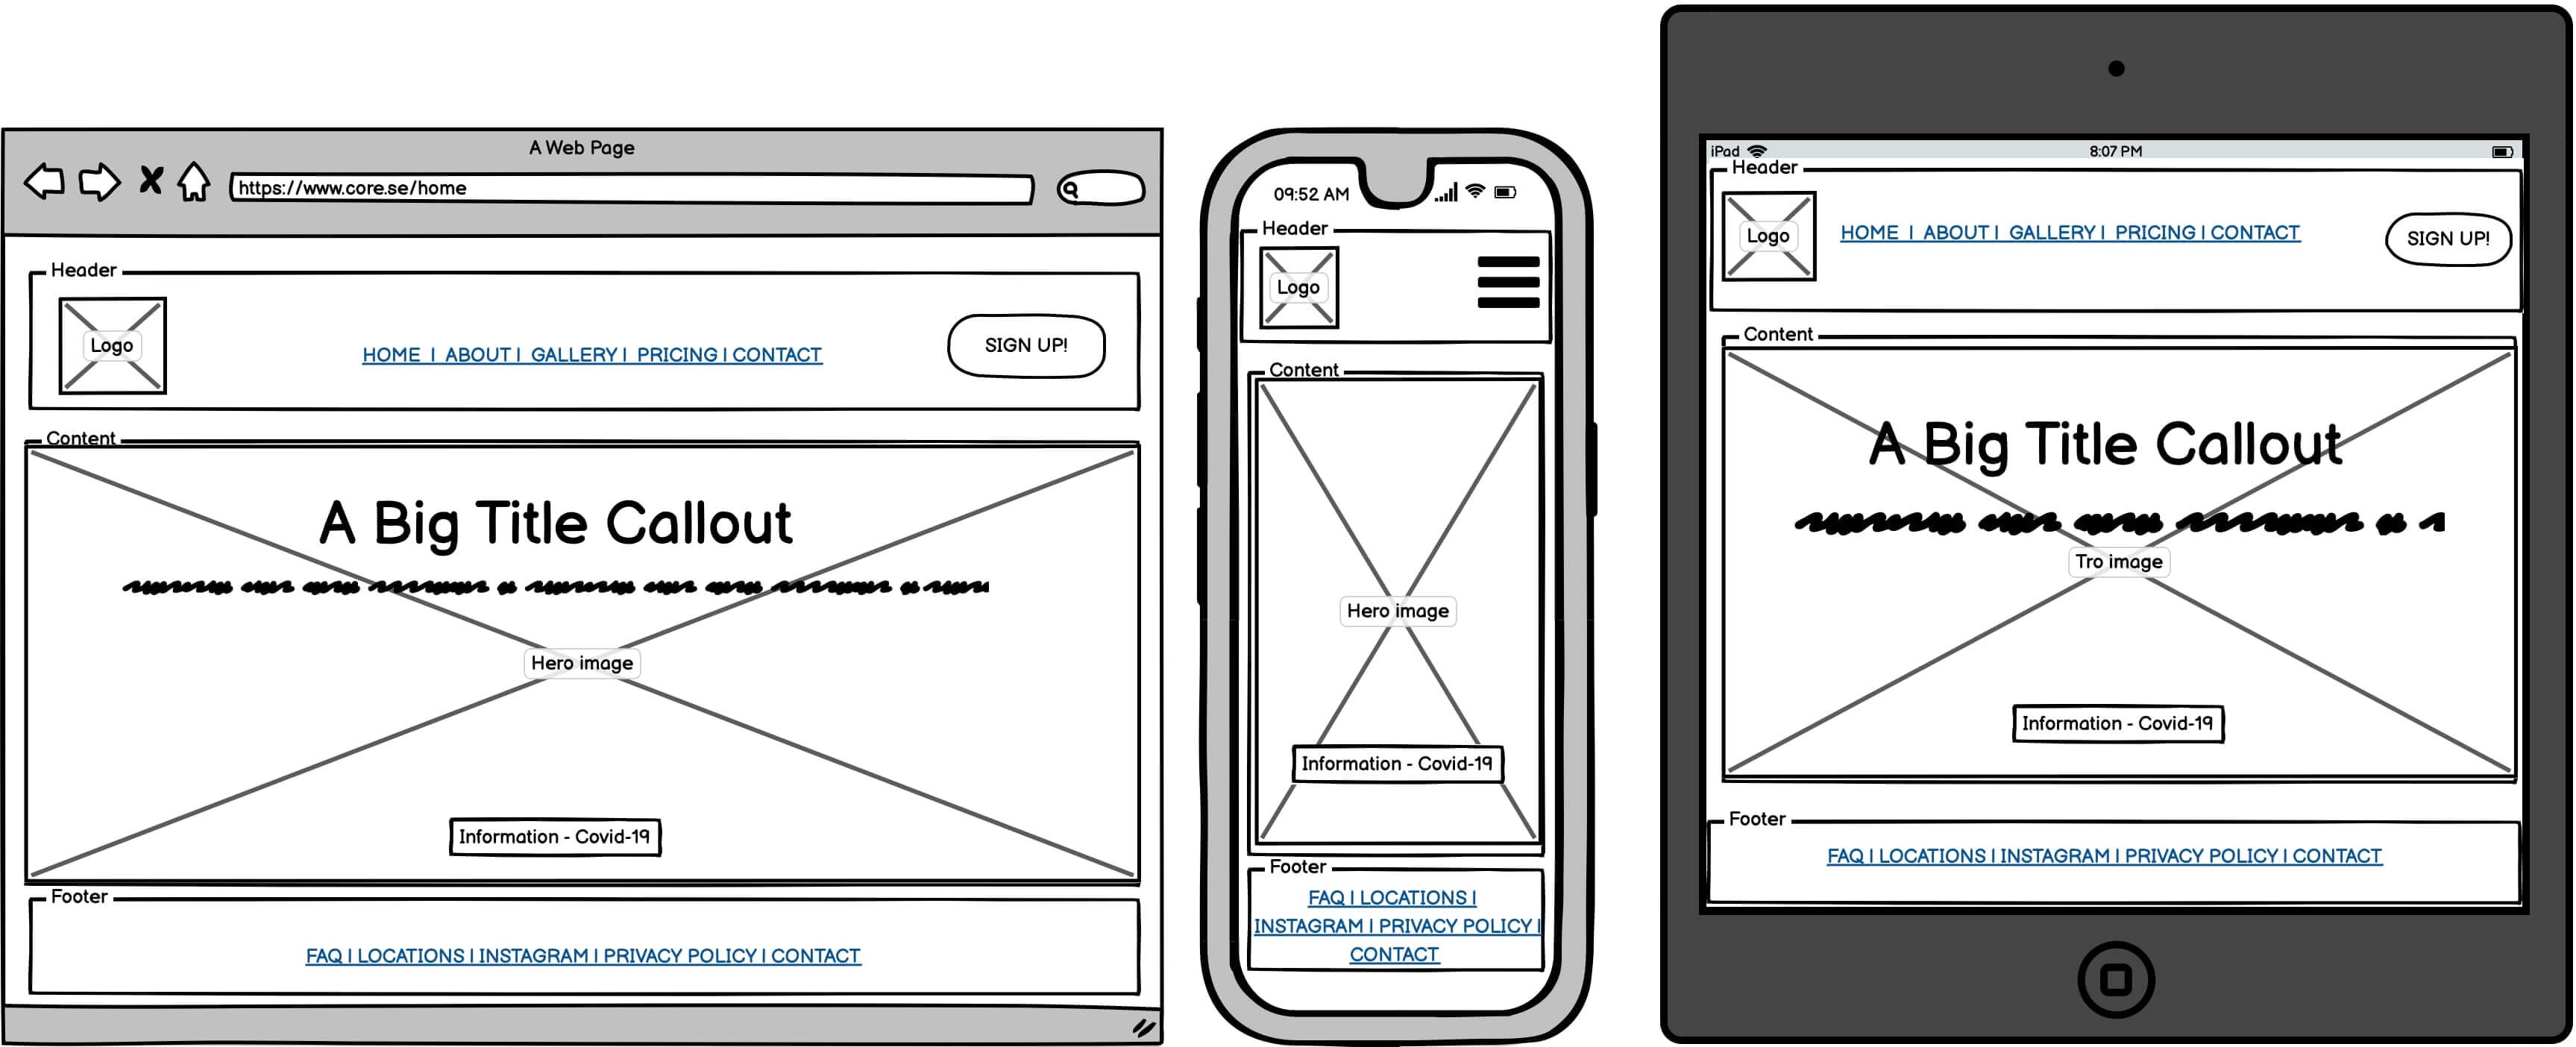 A Web Page
https://www.core.se/home
Header
Logo
HOME | ABOUT | GALLERY | PRICING | CONTACT
SIGN UP!
Content
A Big Title Callout
Hero image
Information - Covid-19
Footer
FAQ | LOCATIONS | INSTAGRAM | PRIVACY POLICY | CONTACT
09:52 AM
Header
Logo
Content
Hero image
Information - Covid-19
Footer
FAQ | LOCATIONS |
INSTAGRAM | PRIVACY POLICY |
CONTACT
iPad
8:07 PM
Header
Logo
HOME | ABOUT | GALLERY | PRICING | CONTACT
SIGN UP!
Content
A Big Title Callout
Tro image
Information - Covid-19
Footer
FAQ | LOCATIONS | INSTAGRAM | PRIVACY POLICY | CONTACT